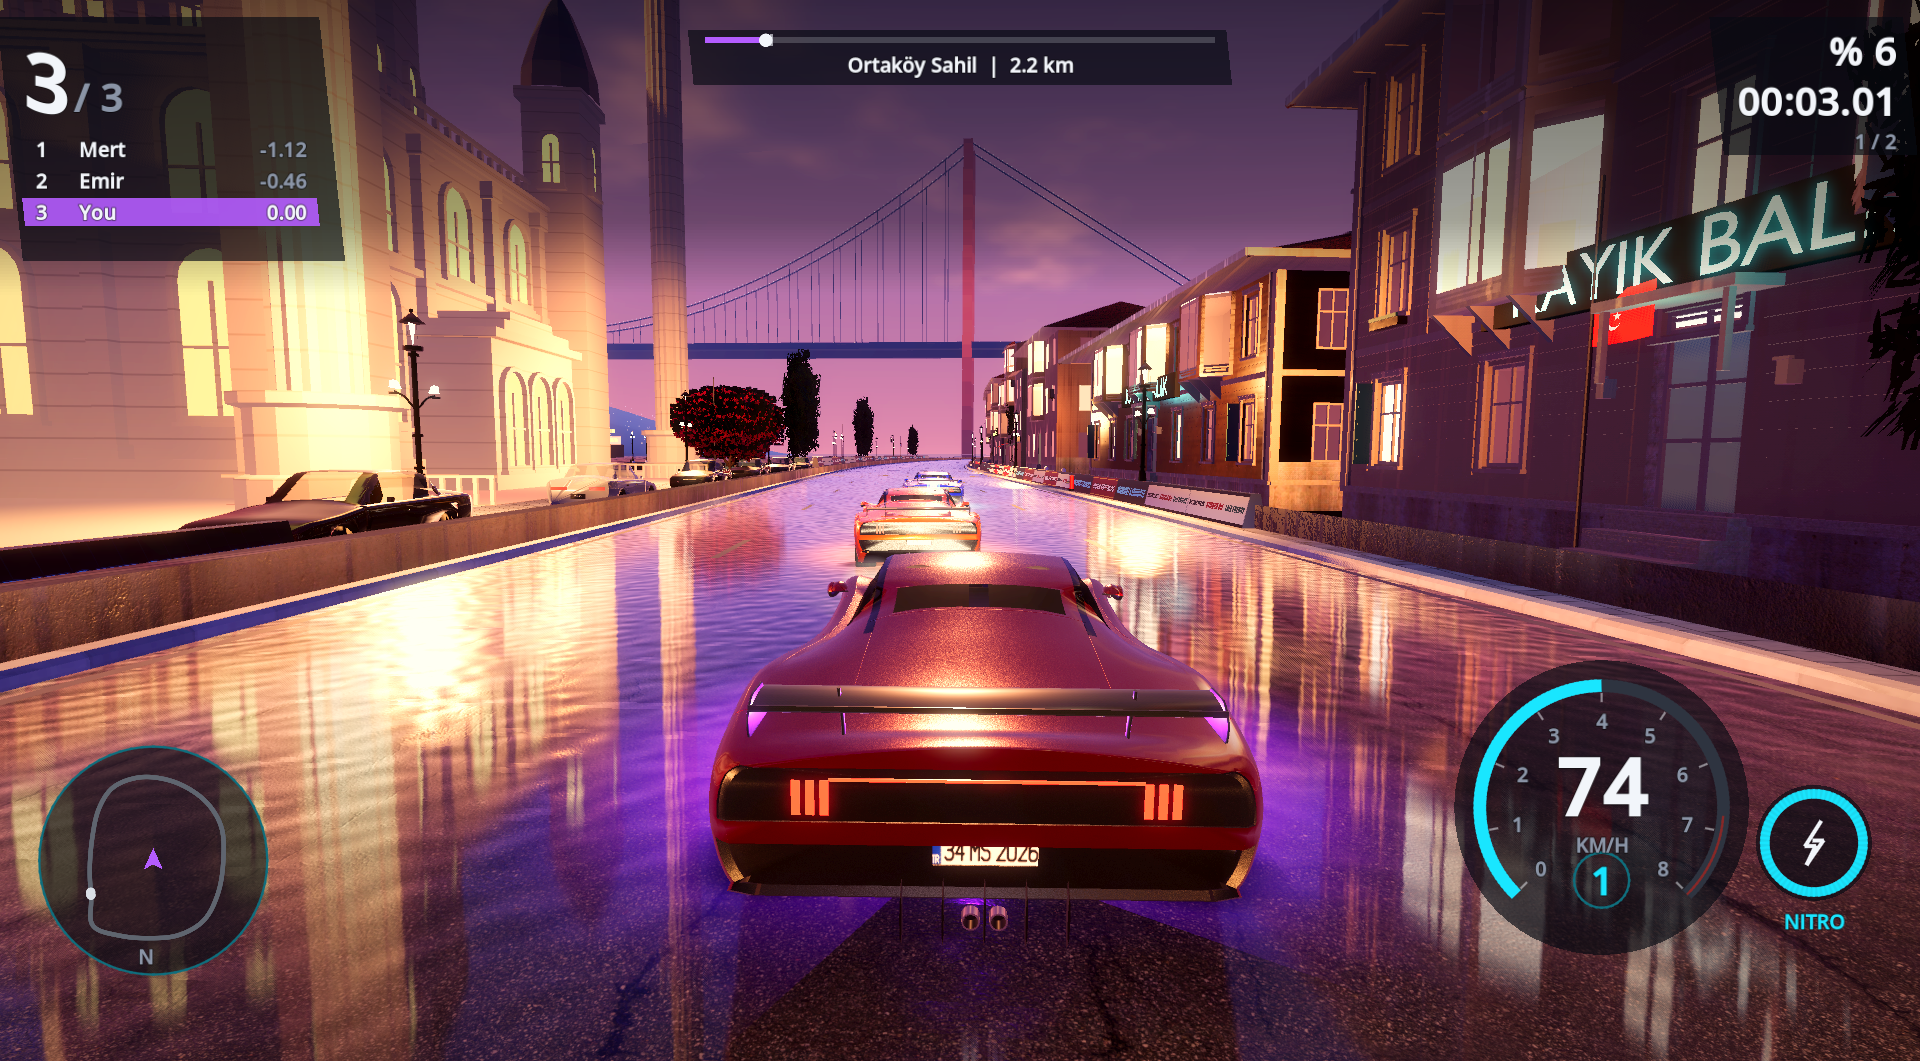 3 / 3
1 Mert -1.12
2 Emir -0.46
3 You 0.00
Ortaköy Sahil | 2.2 km
% 6
00:03.01
1 / 2
AYIK BAL
34 MS 2026
0 1 2 3 4 5 6 7 8
74
KM/H
1
NITRO
N